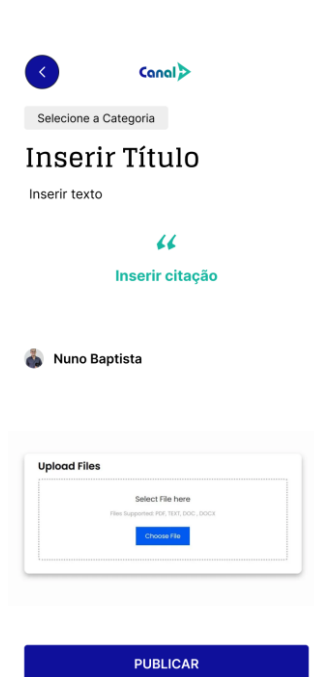 Canal
Selecione a Categoria
Inserir Título
Inserir texto
Inserir citação
Nuno Baptista
Upload Files
Select File here
Files Supported: PDF, TEXT, DOC , DOCX
Choose File
PUBLICAR